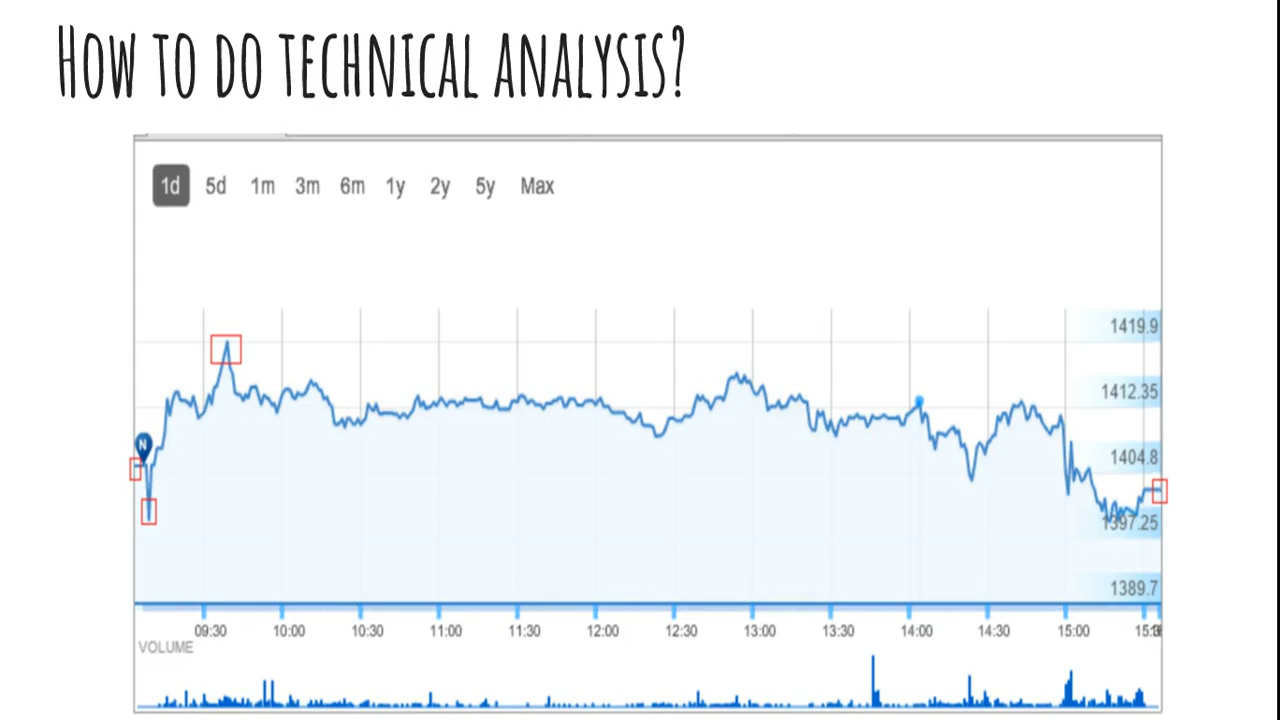 How to do technical analysis?
1d 5d 1m 3m 6m 1y 2y 5y Max
1419.9
1412.35
N
1404.8
1397.25
1389.7
09:30 10:00 10:30 11:00 11:30 12:00 12:30 13:00 13:30 14:00 14:30 15:00
VOLUME